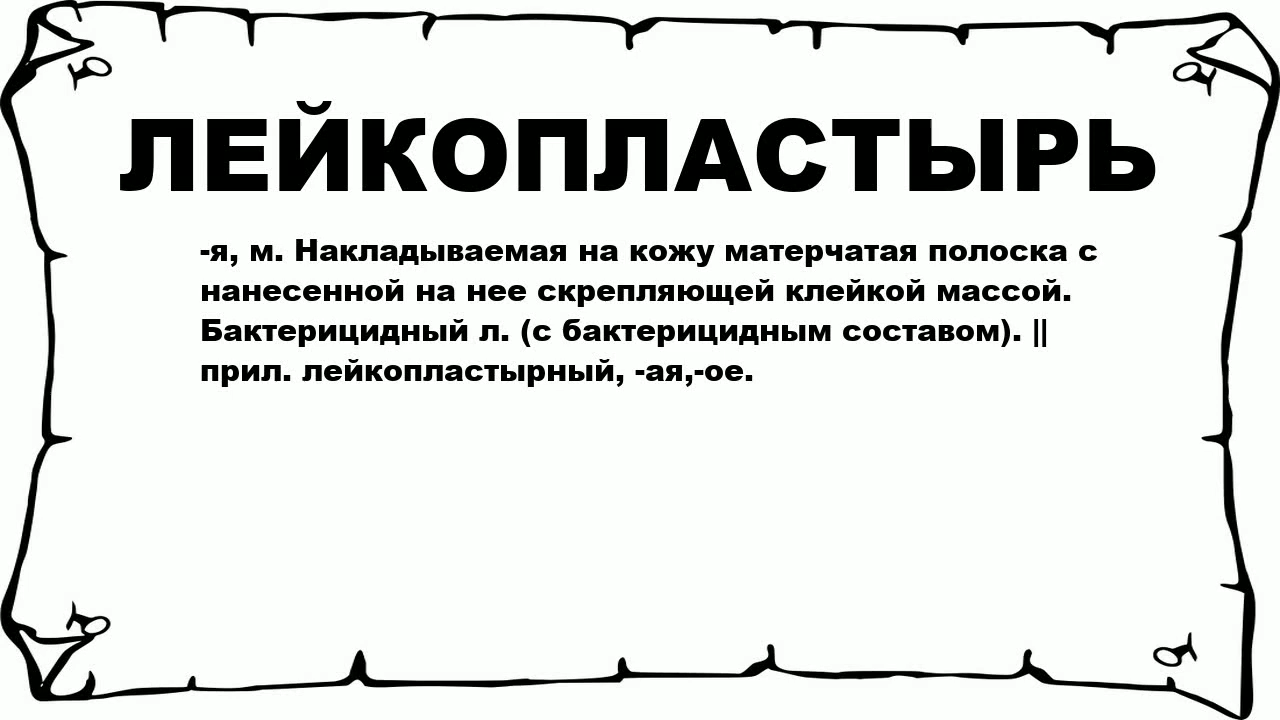 ЛЕЙКОПЛАСТЫРЬ
-я, м. Накладываемая на кожу матерчатая полоска с
нанесенной на нее скрепляющей клейкой массой.
Бактерицидный л. (с бактерицидным составом). ||
прил. лейкопластырный, -ая,-ое.